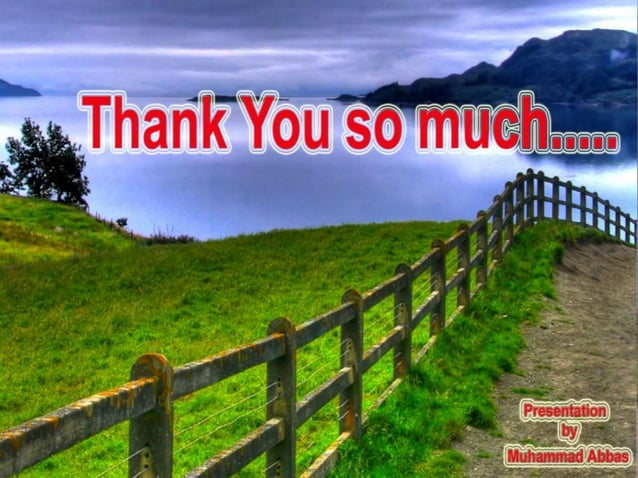 Thank You so much.....
Presentation
by
Muhammad Abbas